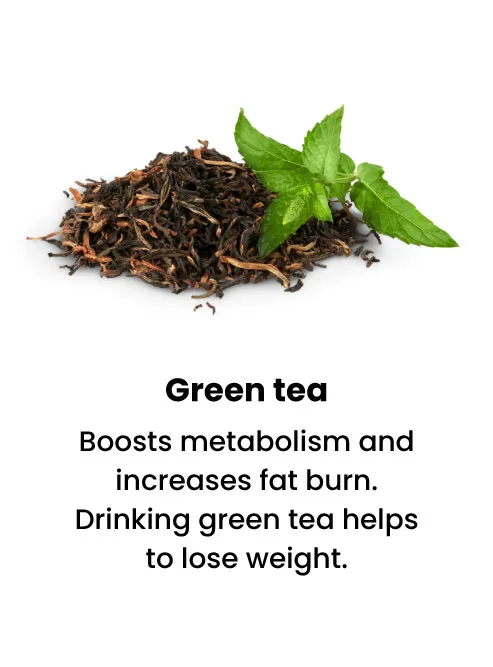 Green tea
Boosts metabolism and
increases fat burn.
Drinking green tea helps
to lose weight.